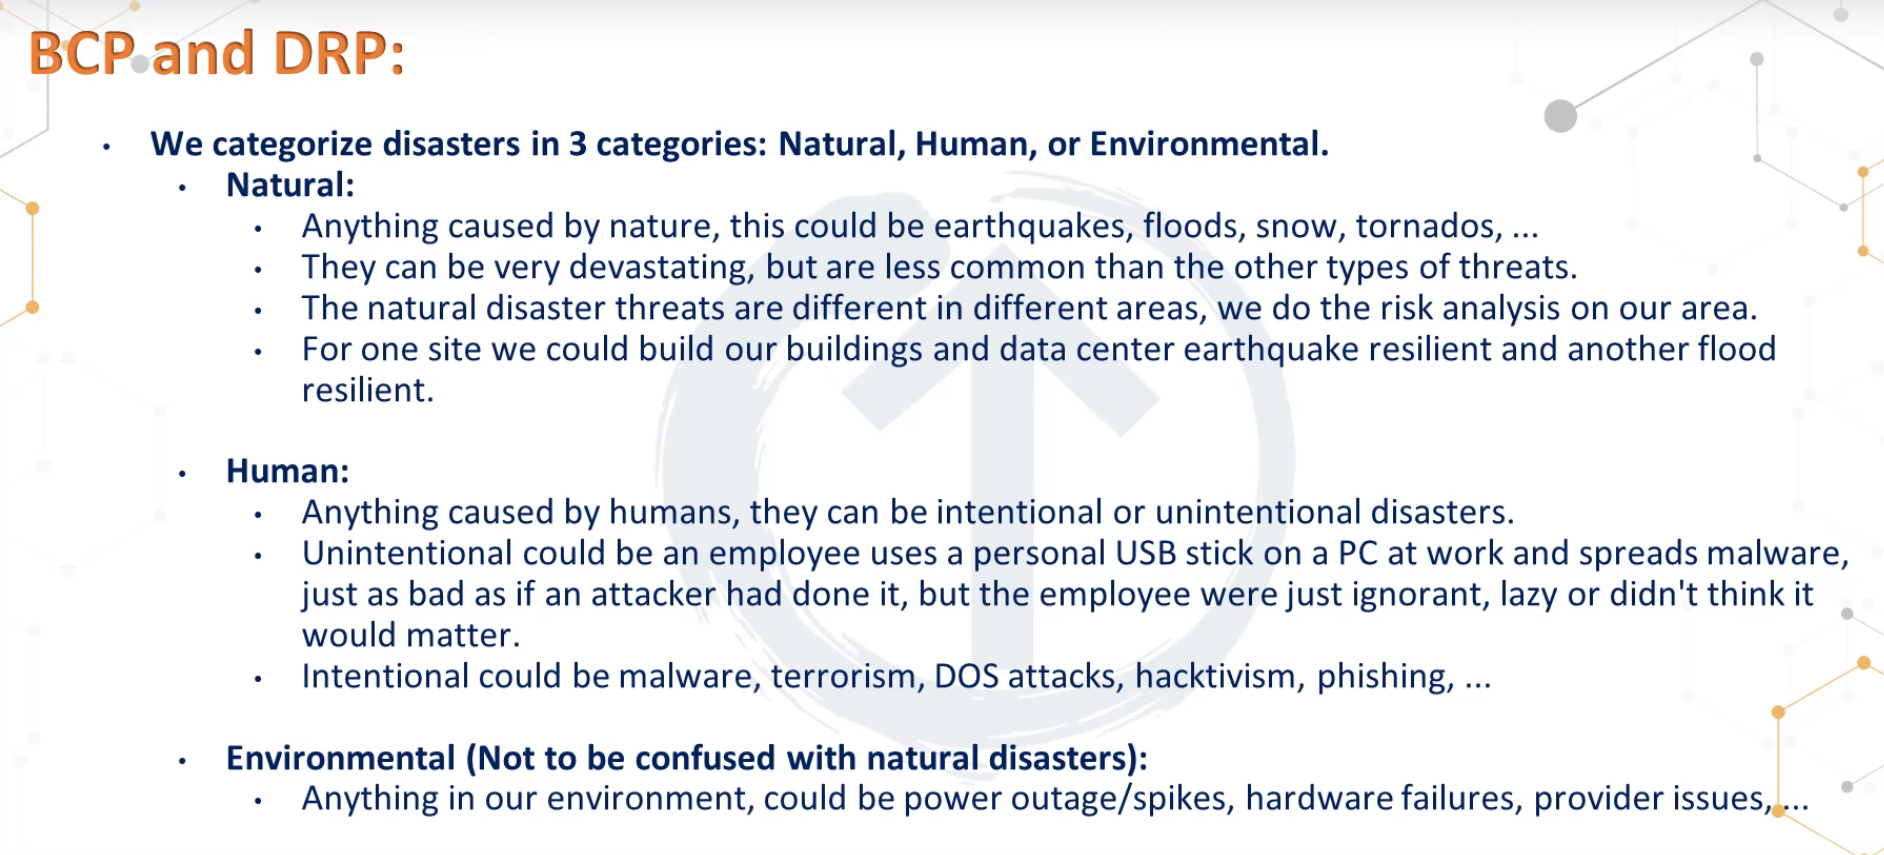 BCP and DRP:
• We categorize disasters in 3 categories: Natural, Human, or Environmental.
• Natural:
• Anything caused by nature, this could be earthquakes, floods, snow, tornados, ...
• They can be very devastating, but are less common than the other types of threats.
• The natural disaster threats are different in different areas, we do the risk analysis on our area.
• For one site we could build our buildings and data center earthquake resilient and another flood
resilient.
• Human:
• Anything caused by humans, they can be intentional or unintentional disasters.
• Unintentional could be an employee uses a personal USB stick on a PC at work and spreads malware,
just as bad as if an attacker had done it, but the employee were just ignorant, lazy or didn't think it
would matter.
• Intentional could be malware, terrorism, DOS attacks, hacktivism, phishing, ...
• Environmental (Not to be confused with natural disasters):
• Anything in our environment, could be power outage/spikes, hardware failures, provider issues, ...